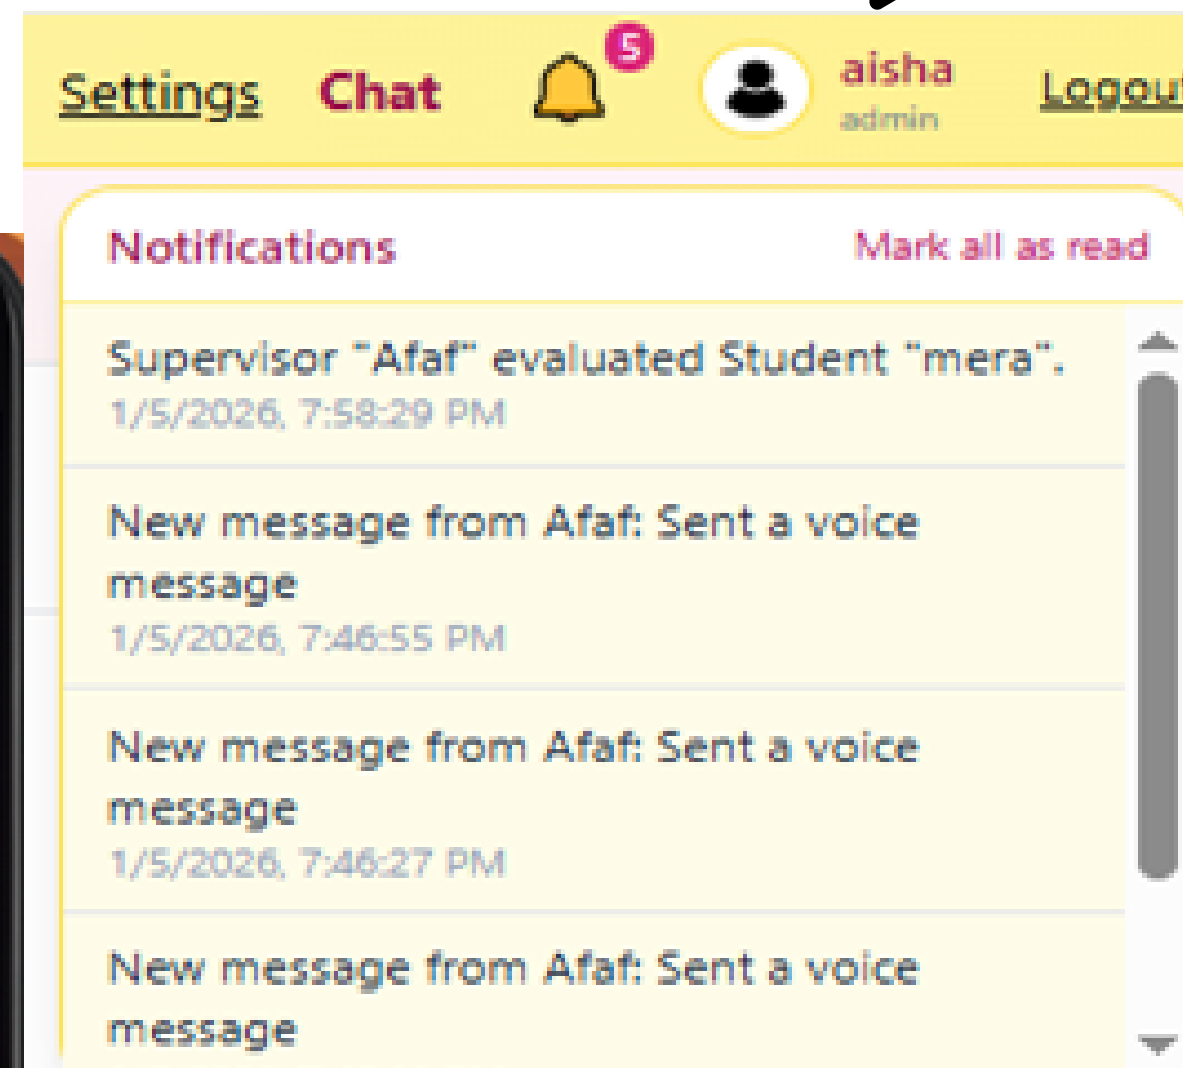 Settings Chat 5 aisha Logout
admin
Notifications Mark all as read
Supervisor "Afaf" evaluated Student "mera".
1/5/2026, 7:58:29 PM
New message from Afaf: Sent a voice
message
1/5/2026, 7:46:55 PM
New message from Afaf: Sent a voice
message
1/5/2026, 7:46:27 PM
New message from Afaf: Sent a voice
message